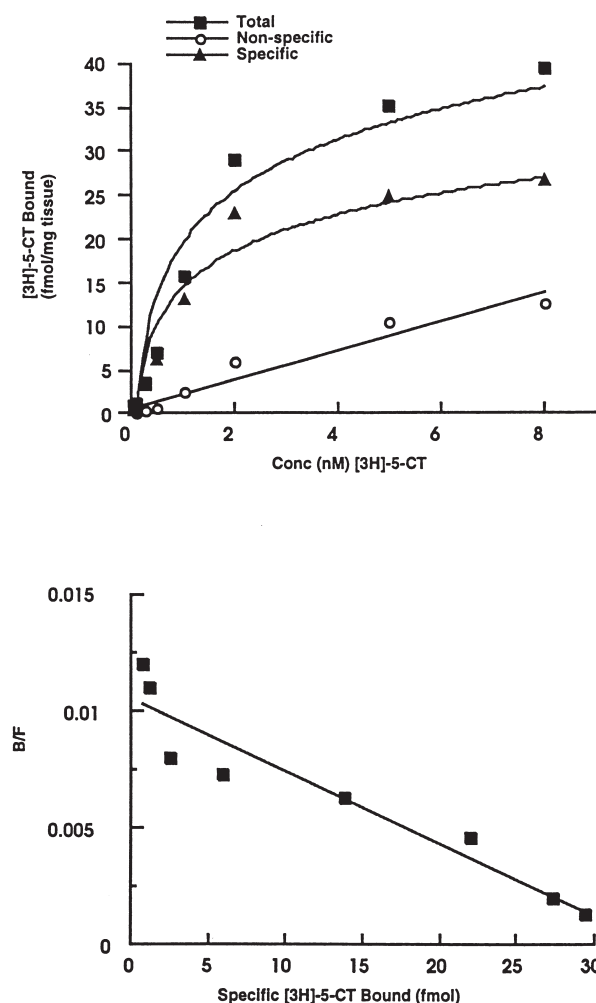 Total
Non-specific
Specific
40
35
30
25
20
15
10
5
0
[3H]-5-CT Bound
(fmol/mg tissue)
0 2 4 6 8
Conc (nM) [3H]-5-CT
0.015
0.01
0.005
0
B/F
0 5 10 15 20 25 30
Specific [3H]-5-CT Bound (fmol)